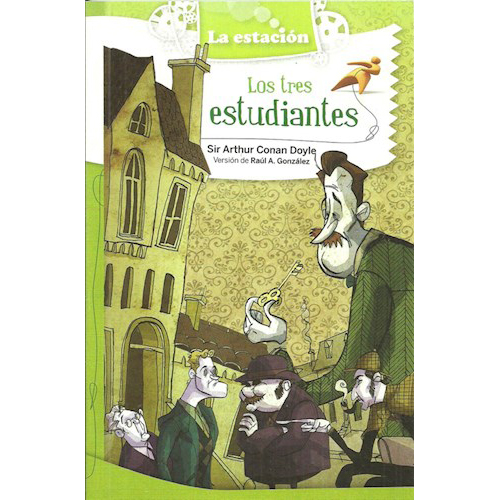 La estación
Los tres
estudiantes
Sir Arthur Conan Doyle
Versión de Raúl A. González